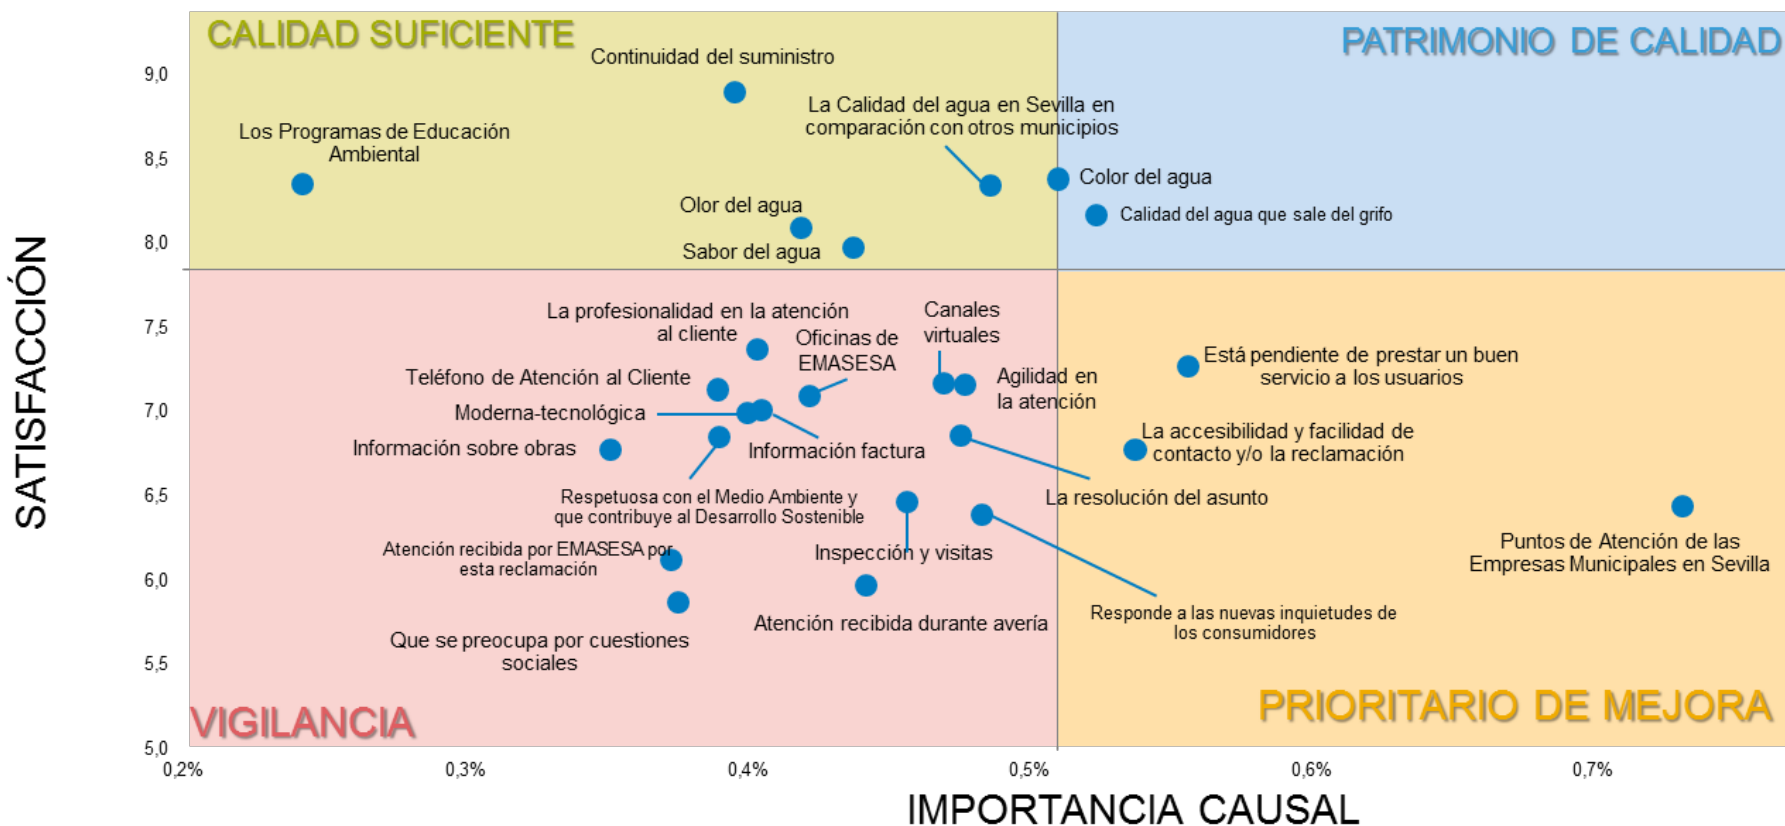 CALIDAD SUFICIENTE
PATRIMONIO DE CALIDAD
Continuidad del suministro
9,0
La Calidad del agua en Sevilla en
comparación con otros municipios
Los Programas de Educación
Ambiental
8,5
Color del agua
Olor del agua
Calidad del agua que sale del grifo
8,0
Sabor del agua
SATISFACCIÓN
La profesionalidad en la atención
al cliente
Canales
virtuales
7,5
Oficinas de
EMASESA
Está pendiente de prestar un buen
servicio a los usuarios
Teléfono de Atención al Cliente
Agilidad en
la atención
7,0
Moderna-tecnológica
La accesibilidad y facilidad de
contacto y/o la reclamación
Información sobre obras
Información factura
6,5
Respetuosa con el Medio Ambiente y
que contribuye al Desarrollo Sostenible
La resolución del asunto
Puntos de Atención de las
Empresas Municipales en Sevilla
Atención recibida por EMASESA por
esta reclamación
Inspección y visitas
6,0
Atención recibida durante avería
Responde a las nuevas inquietudes de
los consumidores
Que se preocupa por cuestiones
sociales
5,5
VIGILANCIA
PRIORITARIO DE MEJORA
5,0
0,2%
0,3%
0,4%
0,5%
0,6%
0,7%
IMPORTANCIA CAUSAL